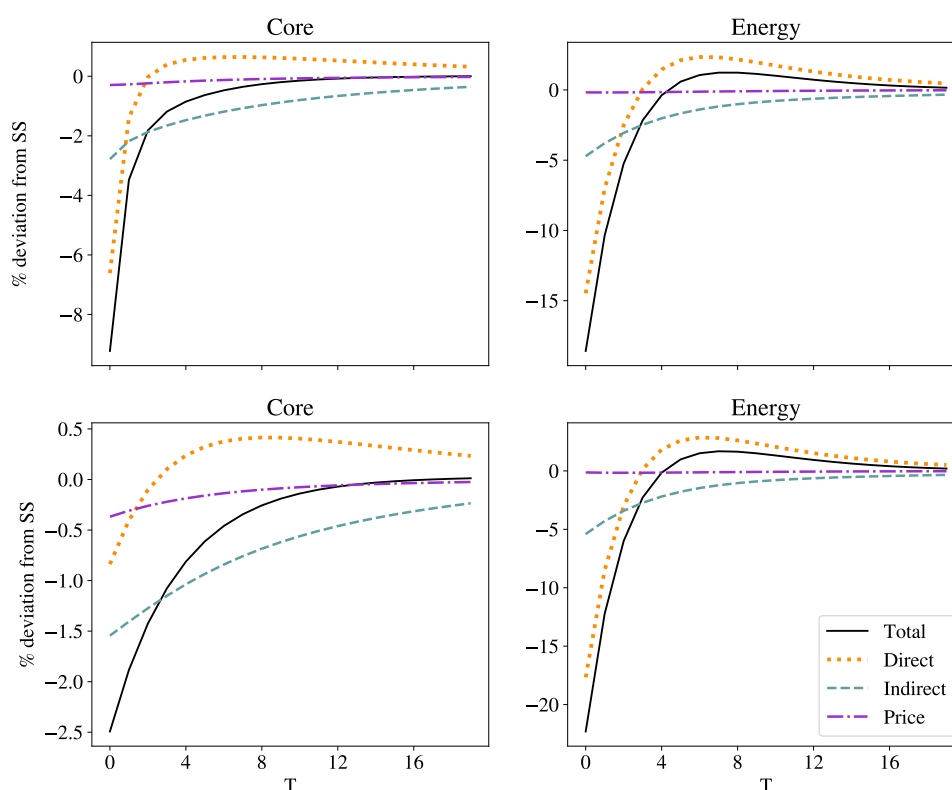 Core
Energy
% deviation from SS
0
−2
−4
−6
−8
0
−5
−10
−15
Core
Energy
% deviation from SS
0.5
0.0
−0.5
−1.0
−1.5
−2.0
−2.5
0
−5
−10
−15
−20
Total
Direct
Indirect
Price
0 4 8 12 16
0 4 8 12 16
T
T